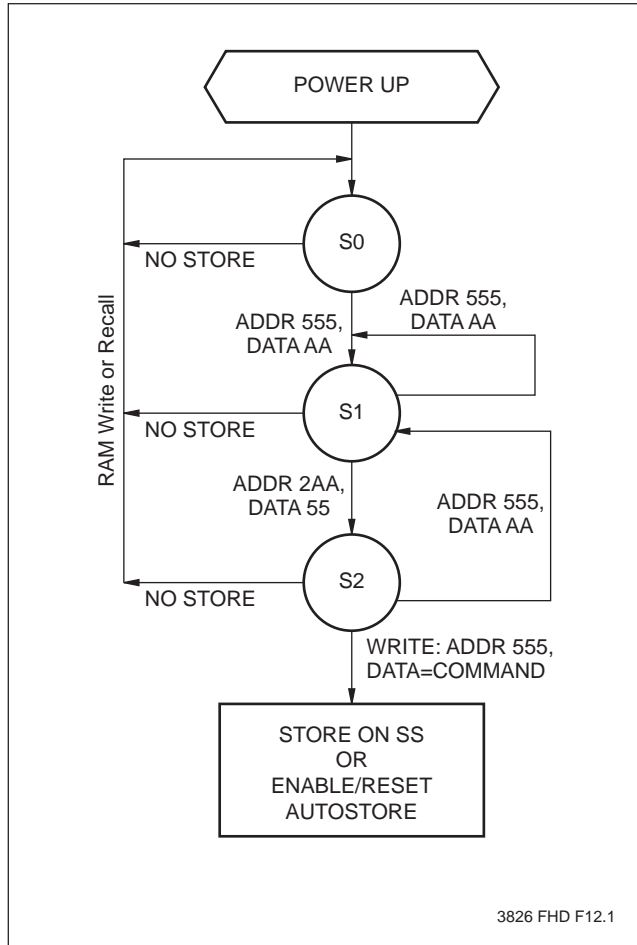 POWER UP
S0
NO STORE
ADDR 555,
DATA AA
ADDR 555,
DATA AA
RAM Write or Recall
S1
NO STORE
ADDR 2AA,
DATA 55
ADDR 555,
DATA AA
S2
NO STORE
WRITE: ADDR 555,
DATA=COMMAND
STORE ON SS
OR
ENABLE/RESET
AUTOSTORE
3826 FHD F12.1